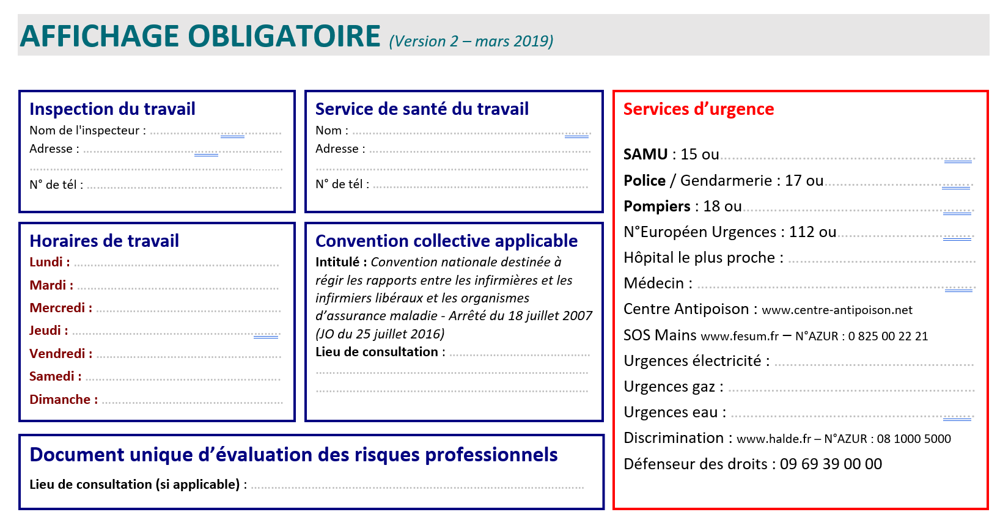 AFFICHAGE OBLIGATOIRE (Version 2 – mars 2019)
Inspection du travail
Nom de l'inspecteur : ........................................
Adresse : ............................................................
............................................................................
N° de tél : ...........................................................
Service de santé du travail
Nom : ........................................................................
Adresse : ...................................................................
..................................................................................
N° de tél : .................................................................
Horaires de travail
Lundi : ..............................................................
Mardi : .............................................................
Mercredi : ........................................................
Jeudi : ...............................................................
Vendredi : ........................................................
Samedi : ...........................................................
Dimanche : .......................................................
Convention collective applicable
Intitulé : Convention nationale destinée à
régir les rapports entre les infirmières et les
infirmiers libéraux et les organismes
d’assurance maladie - Arrêté du 18 juillet 2007
(JO du 25 juillet 2016)
Lieu de consultation : ..........................................
..................................................................................
..................................................................................
Document unique d’évaluation des risques professionnels
Lieu de consultation (si applicable) : ....................................................................................................
Services d’urgence
SAMU : 15 ou..............................................................
Police / Gendarmerie : 17 ou....................................
Pompiers : 18 ou........................................................
N°Européen Urgences : 112 ou.................................
Hôpital le plus proche : .............................................
Médecin : ...................................................................
Centre Antipoison : www.centre-antipoison.net
SOS Mains www.fesum.fr – N°AZUR : 0 825 00 22 21
Urgences électricité : ................................................
Urgences gaz : ...........................................................
Urgences eau : ..........................................................
Discrimination : www.halde.fr – N°AZUR : 08 1000 5000
Défenseur des droits : 09 69 39 00 00